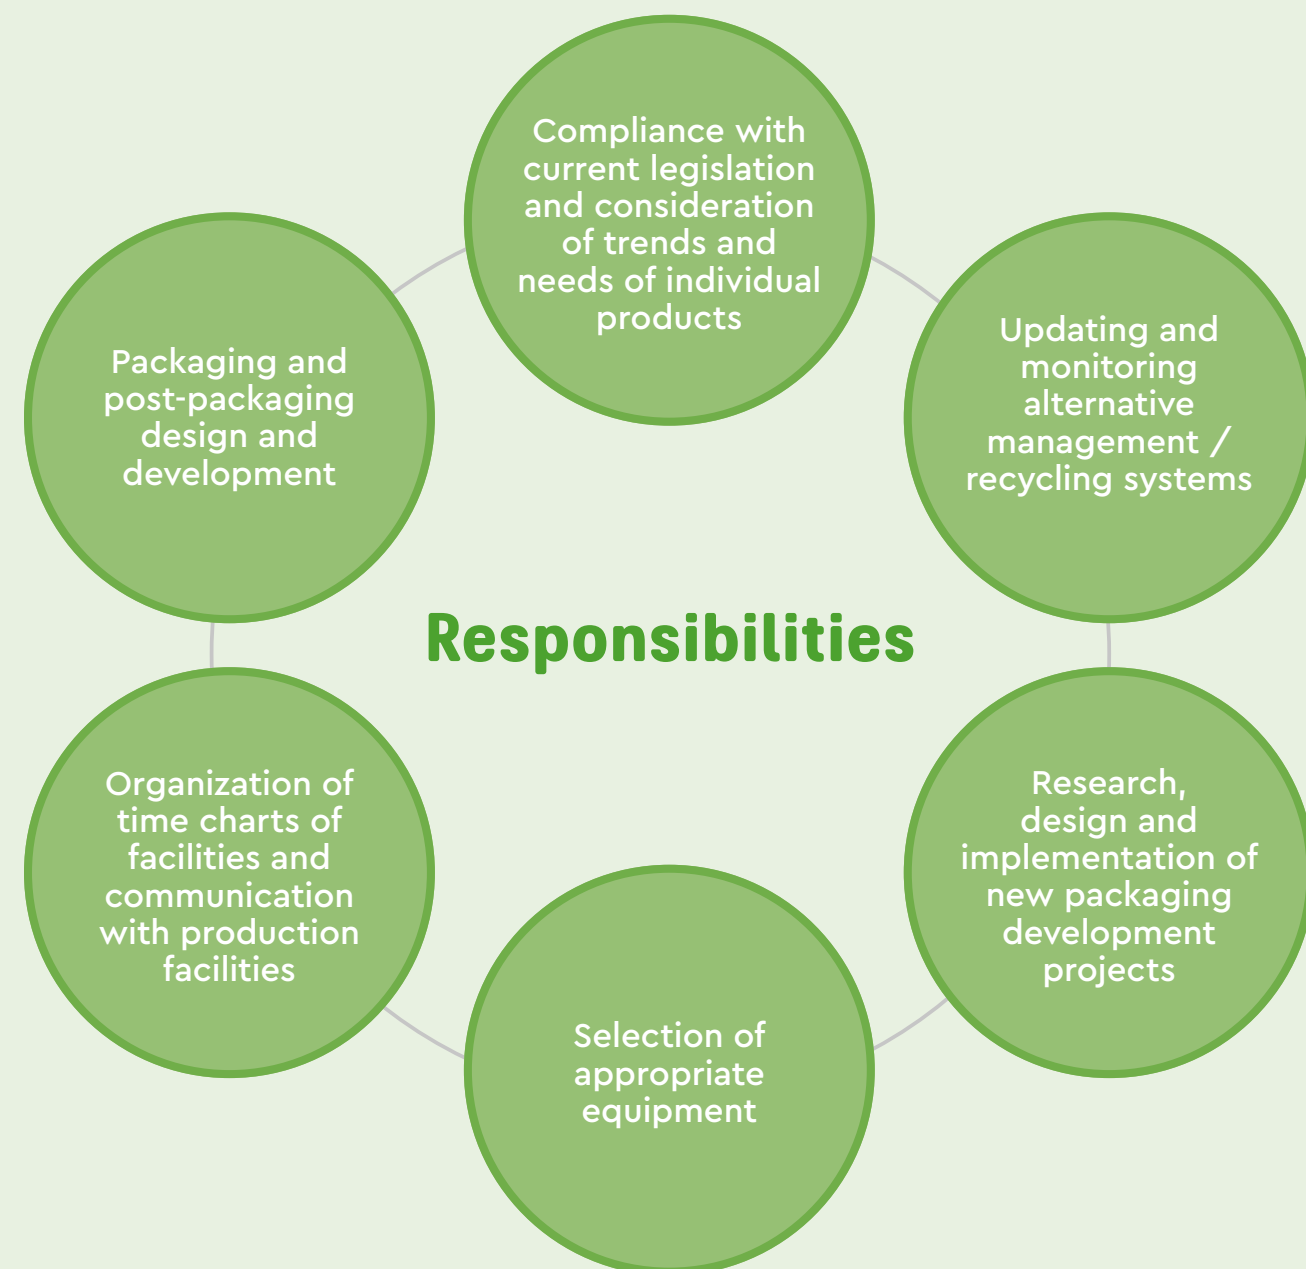 Compliance with
current legislation
and consideration
of trends and
needs of individual
products
Updating and
monitoring
alternative
management /
recycling systems
Packaging and
post-packaging
design and
development
Responsibilities
Organization of
time charts of
facilities and
communication
with production
facilities
Research,
design and
implementation of
new packaging
development
projects
Selection of
appropriate
equipment